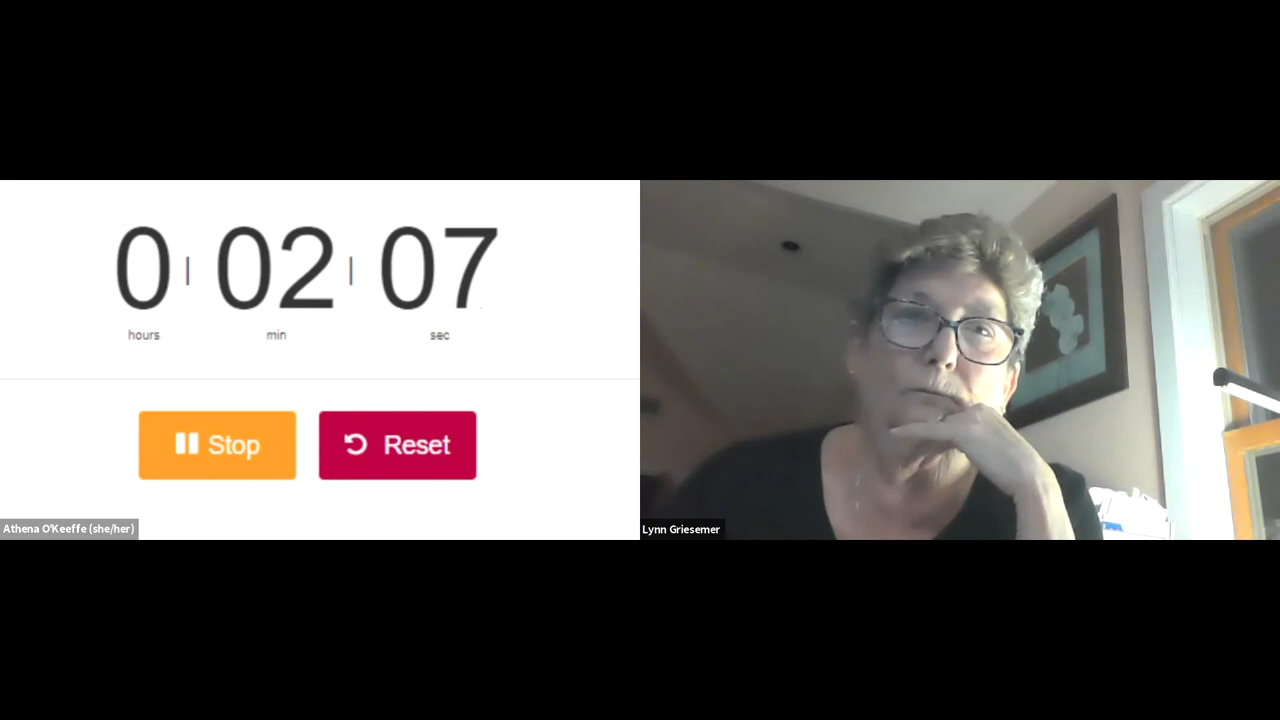 0 02 07
hours min sec
Stop Reset
Athena O'Keeffe (she/her)
Lynn Griesemer